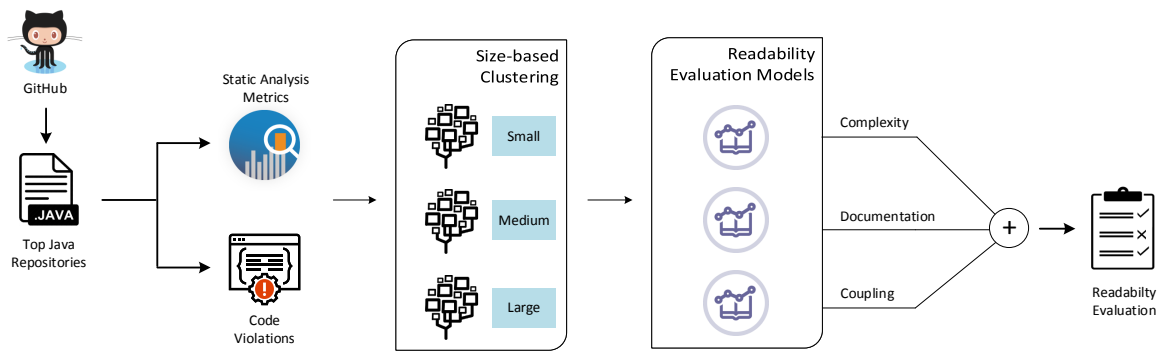 GitHub
.JAVA
Top Java
Repositories
Static Analysis
Metrics
Code
Violations
Size-based
Clustering
Small
Medium
Large
Readability
Evaluation Models
Complexity
Documentation
Coupling
+
Readabilty
Evaluation